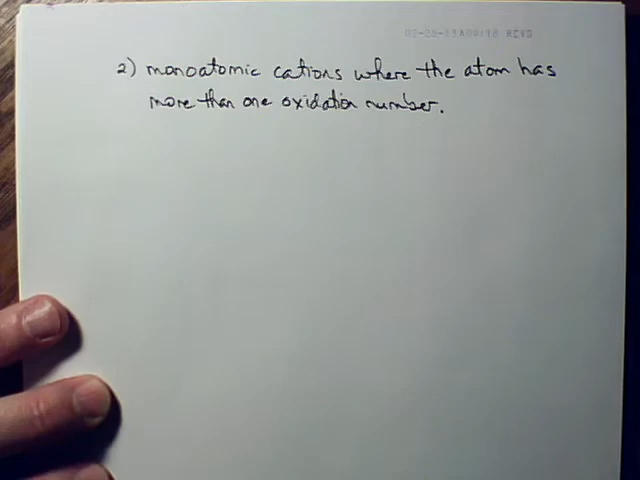 2) monoatomic cations where the atom has
more than one oxidation number.